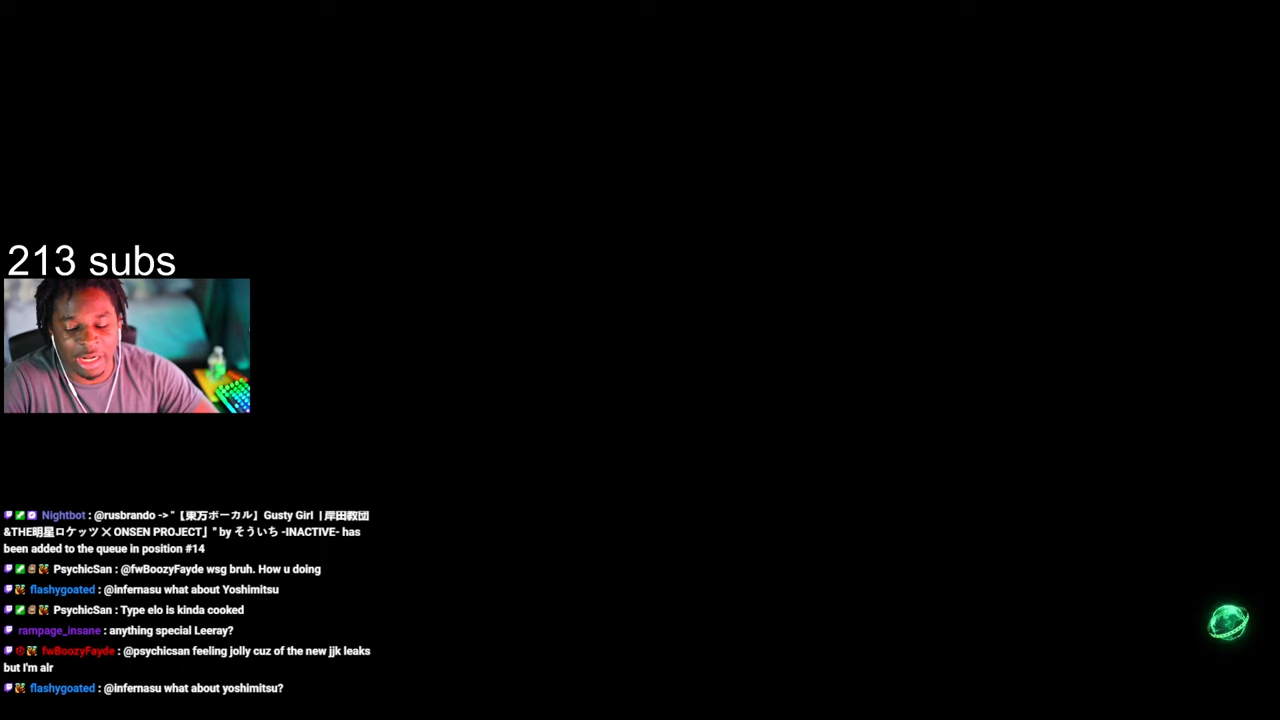 213 subs
Nightbot : @rusbrando -> "【東方ボーカル】Gusty Girl | 岸田教団
&THE明星ロケッツ × ONSEN PROJECT」" by そういち -INACTIVE- has
been added to the queue in position #14
PsychicSan : @fwBoozyFayde wsg bruh. How u doing
flashygoated : @infernasu what about Yoshimitsu
PsychicSan : Type elo is kinda cooked
rampage_insane : anything special Leeray?
fwBoozyFayde : @psychicsan feeling jolly cuz of the new jjk leaks
but I'm alr
flashygoated : @infernasu what about yoshimitsu?